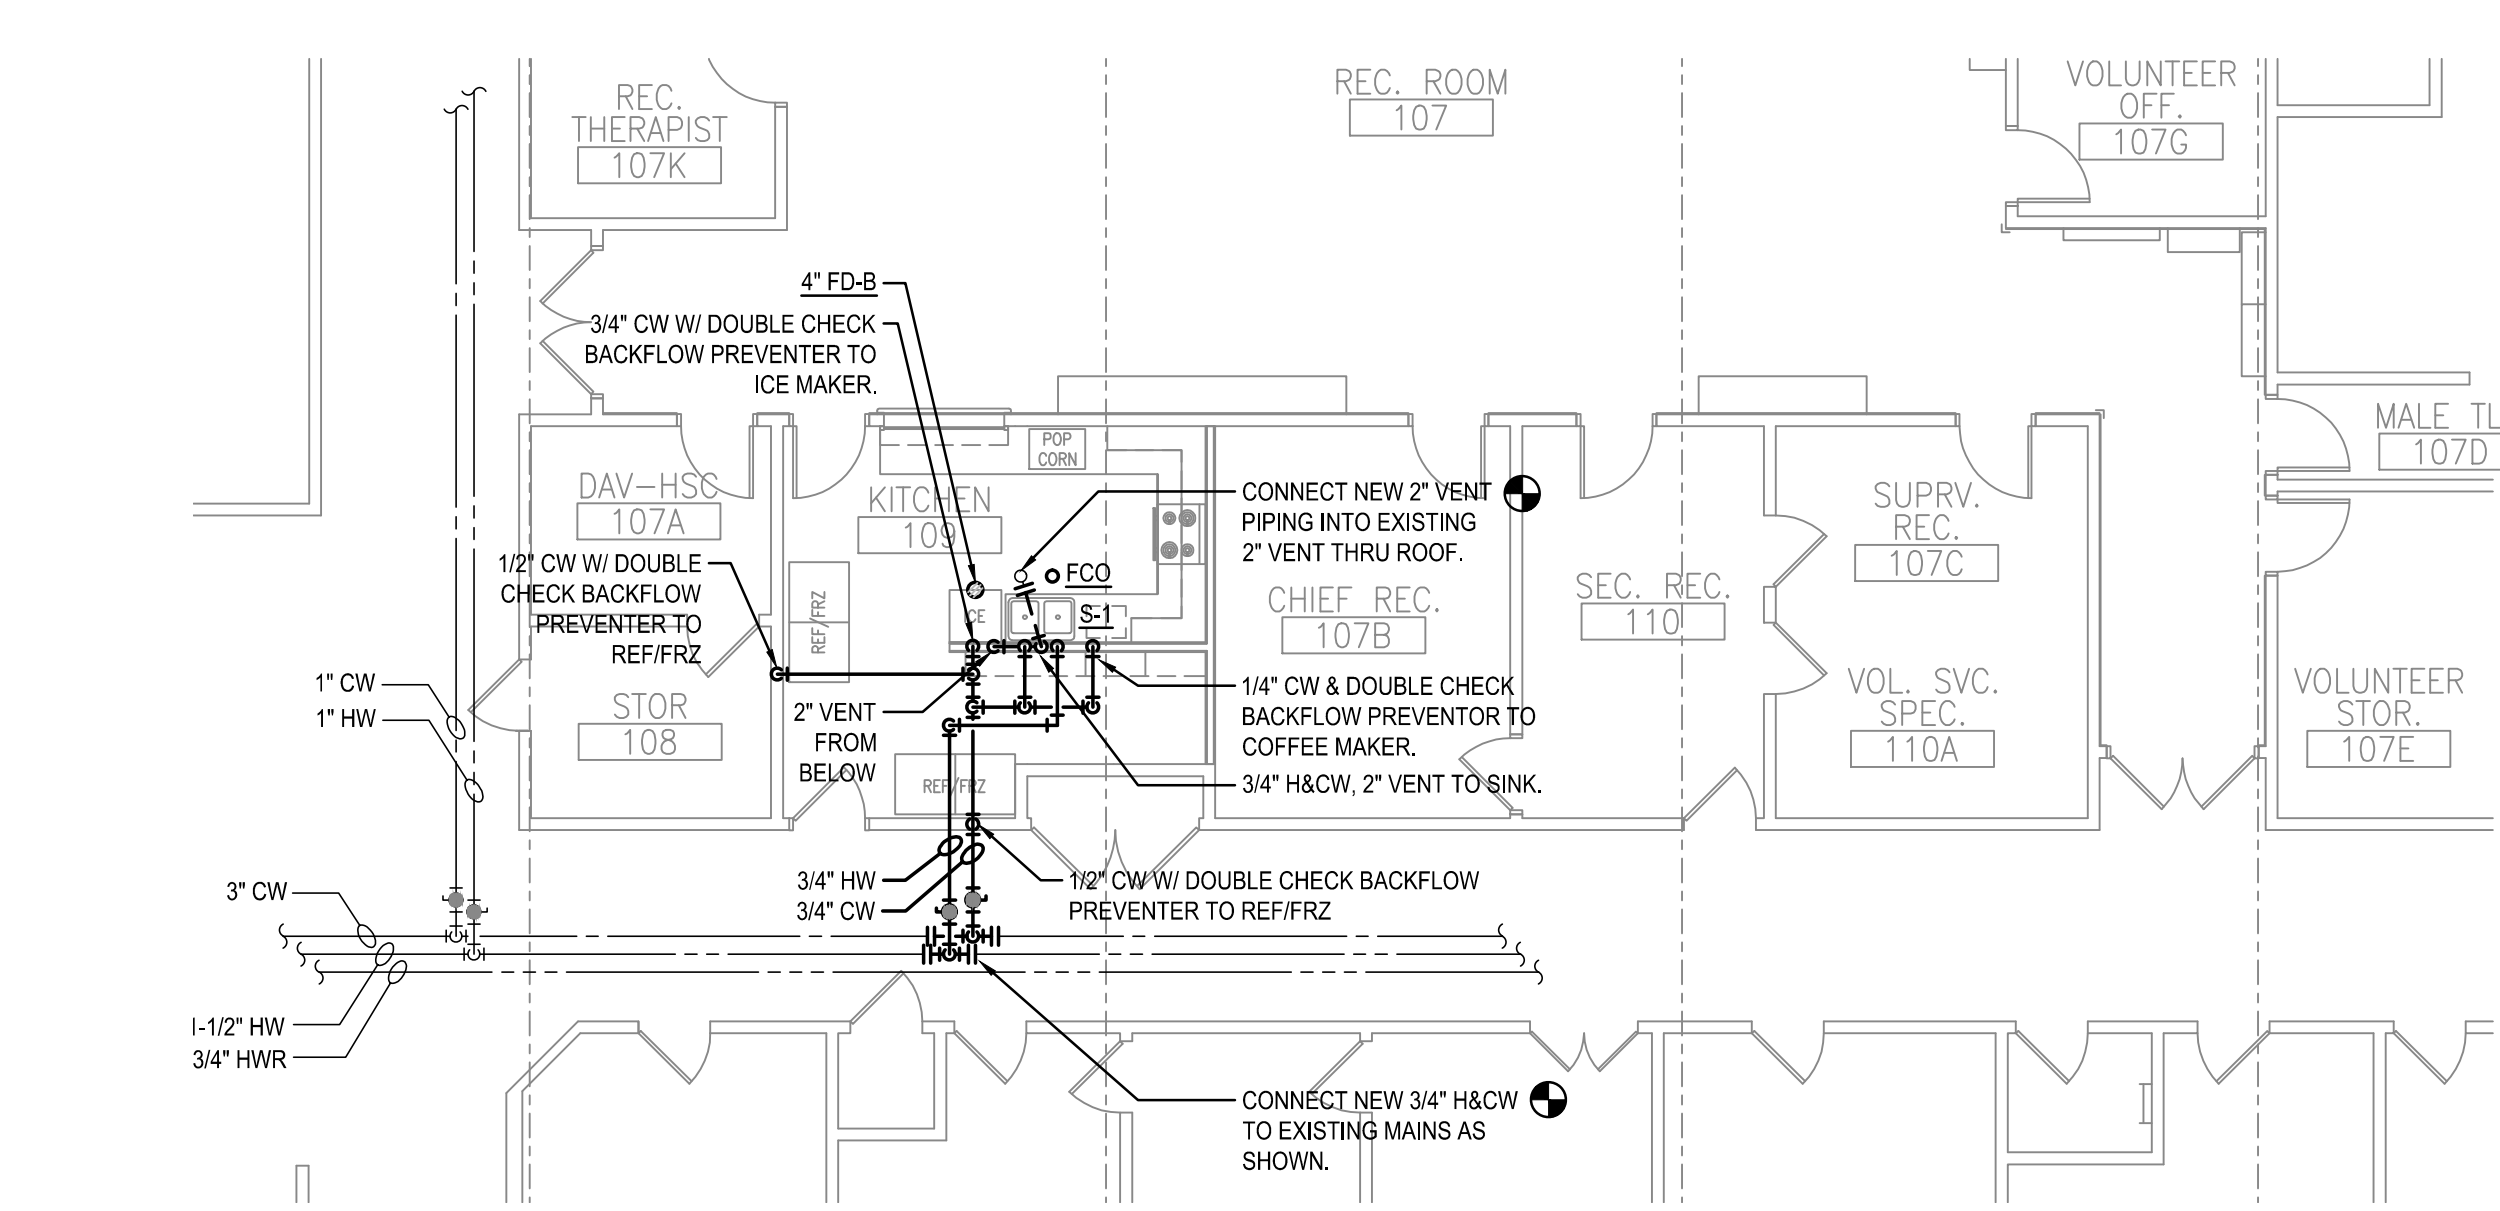 REC. ROOM
107
VOLUNTEER
OFF.
107G
REC.
THERAPIST
107K
4" FD-B
3/4" CW W/ DOUBLE CHECK
BACKFLOW PREVENTER TO
ICE MAKER.
MALE TL
107D
POP
CORN
DAV-HSC
107A
KITCHEN
109
CONNECT NEW 2" VENT
PIPING INTO EXISTING
2" VENT THRU ROOF.
SUPRV.
REC.
107C
1/2" CW W/ DOUBLE
CHECK BACKFLOW
PREVENTER TO
REF/FRZ
REF/FRZ
FCO
S-1
CE
CHIEF REC.
107B
SEC. REC.
110
1" CW
1" HW
STOR
108
2" VENT
FROM
BELOW
1/4" CW & DOUBLE CHECK
BACKFLOW PREVENTOR TO
COFFEE MAKER.
3/4" H&CW, 2" VENT TO SINK.
VOL. SVC.
SPEC.
110A
VOLUNTEER
STOR.
107E
REF/FRZ
3/4" HW
3/4" CW
1/2" CW W/ DOUBLE CHECK BACKFLOW
PREVENTER TO REF/FRZ
3" CW
1-1/2" HW
3/4" HWR
CONNECT NEW 3/4" H&CW
TO EXISTING MAINS AS
SHOWN.